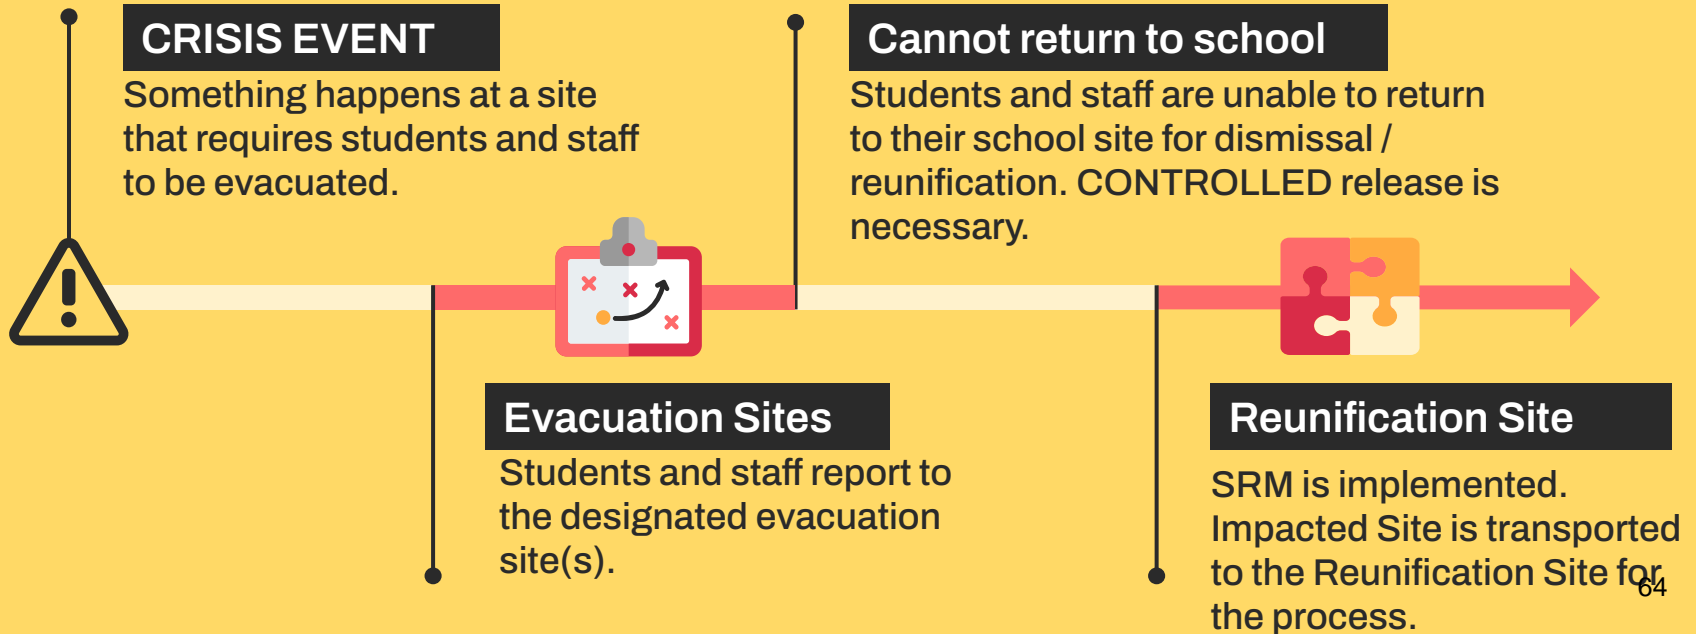 CRISIS EVENT
Something happens at a site
that requires students and staff
to be evacuated.
Cannot return to school
Students and staff are unable to return
to their school site for dismissal /
reunification. CONTROLLED release is
necessary.
Evacuation Sites
Students and staff report to
the designated evacuation
site(s).
Reunification Site
SRM is implemented.
Impacted Site is transported
to the Reunification Site for
the process.
64